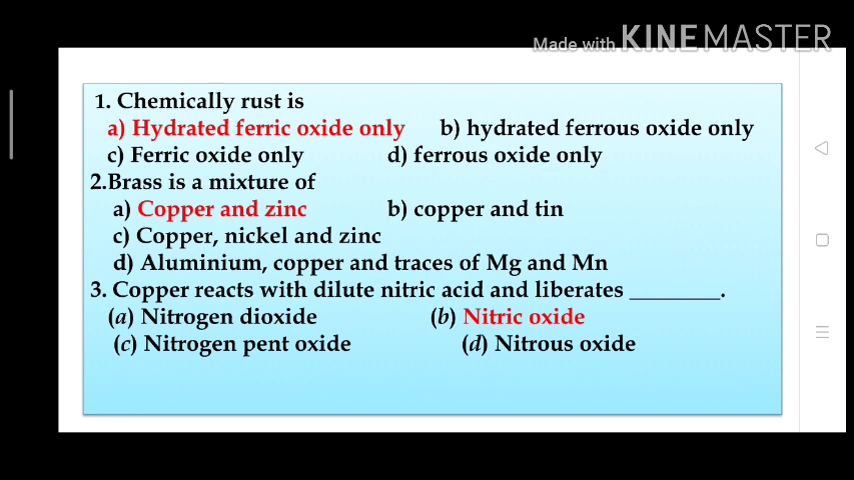 Made with KINEMASTER
1. Chemically rust is
a) Hydrated ferric oxide only b) hydrated ferrous oxide only
c) Ferric oxide only d) ferrous oxide only
2.Brass is a mixture of
a) Copper and zinc b) copper and tin
c) Copper, nickel and zinc
d) Aluminium, copper and traces of Mg and Mn
3. Copper reacts with dilute nitric acid and liberates ________.
(a) Nitrogen dioxide (b) Nitric oxide
(c) Nitrogen pent oxide (d) Nitrous oxide